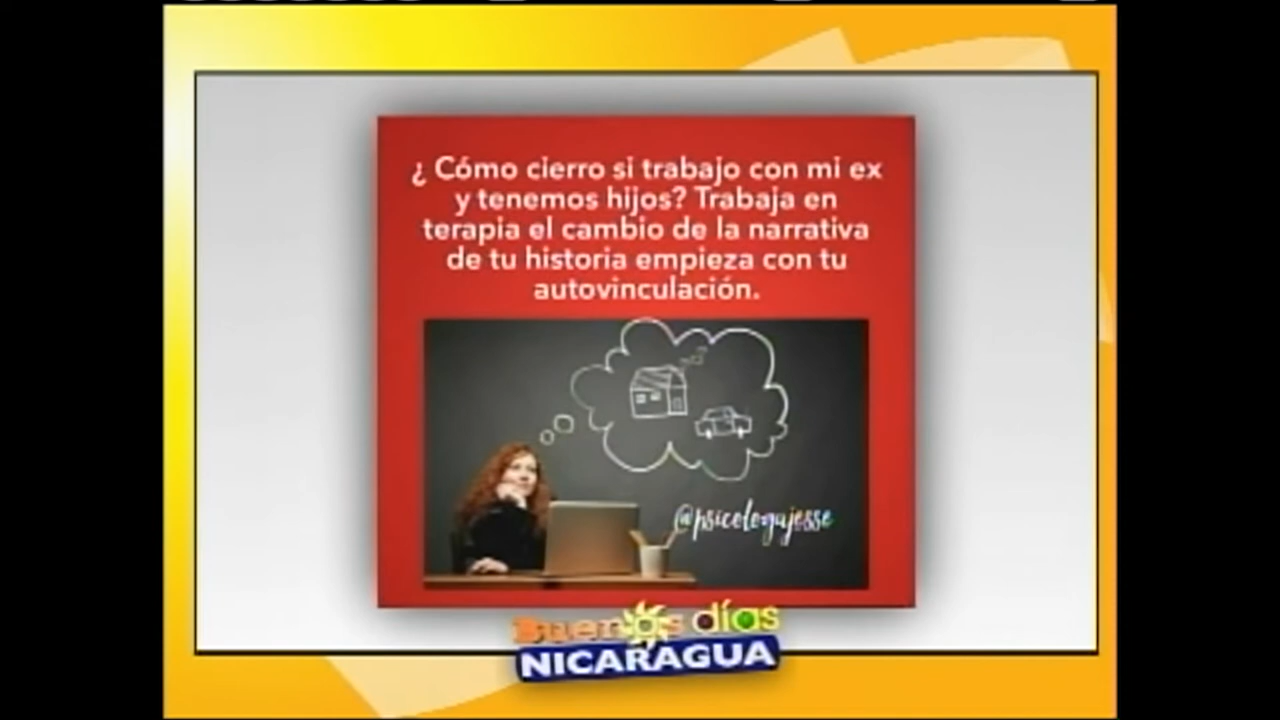 ¿ Cómo cierro si trabajo con mi ex
y tenemos hijos? Trabaja en
terapia el cambio de la narrativa
de tu historia empieza con tu
autovinculación.
@psicologajesse
Buenos días
NICARAGUA